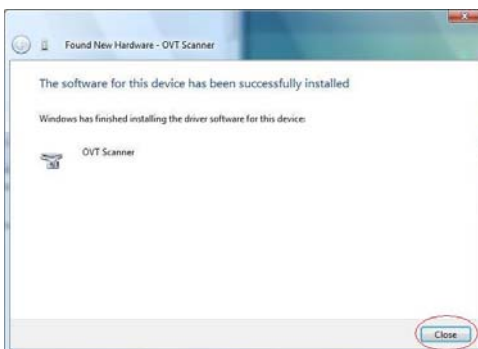 Found New Hardware - OVT Scanner
The software for this device has been successfully installed
Windows has finished installing the driver software for this device:
OVT Scanner
Close